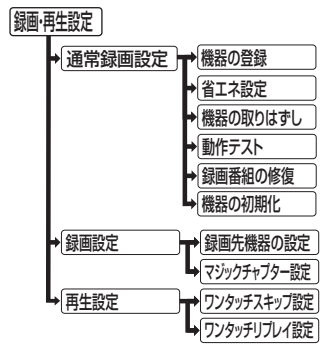 録画・再生設定
通常録画設定
機器の登録
省エネ設定
機器の取りはずし
動作テスト
録画番組の修復
機器の初期化
録画設定
録画先機器の設定
マジックチャプター設定
再生設定
ワンタッチスキップ設定
ワンタッチリプレイ設定